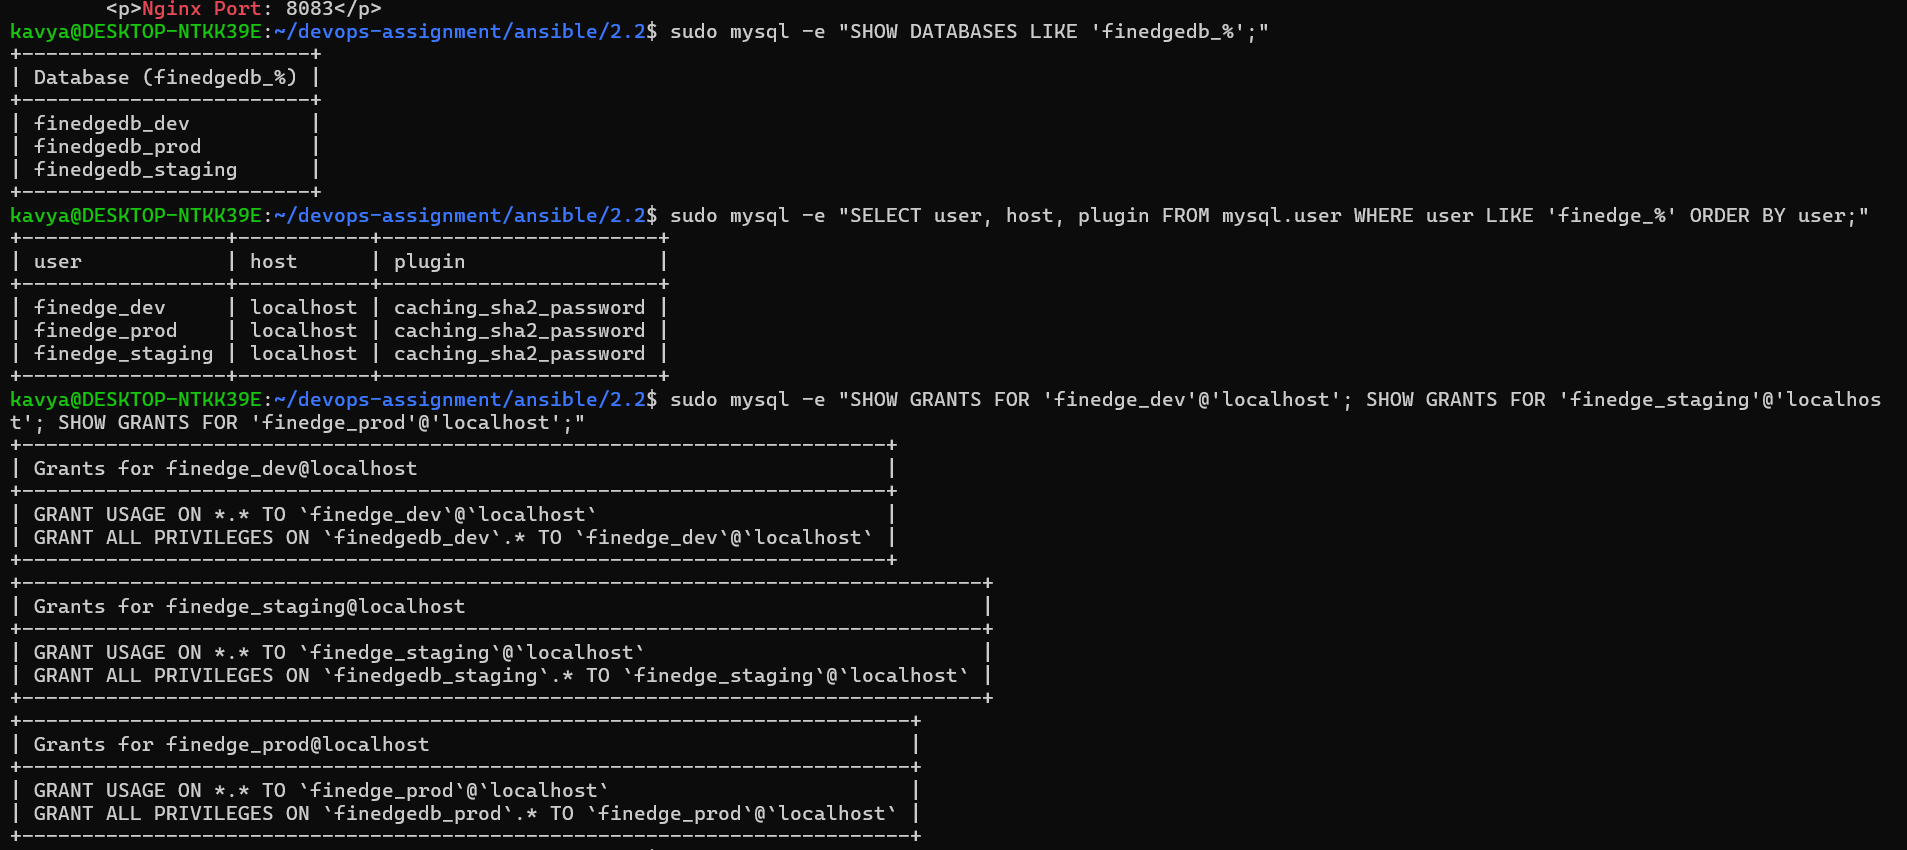 <p>Nginx Port: 8083</p>
kavya@DESKTOP-NTKK39E:~/devops-assignment/ansible/2.2$ sudo mysql -e "SHOW DATABASES LIKE 'finedgedb_%';"
+------------------------+
| Database (finedgedb_%) |
+------------------------+
| finedgedb_dev          |
| finedgedb_prod         |
| finedgedb_staging      |
+------------------------+
kavya@DESKTOP-NTKK39E:~/devops-assignment/ansible/2.2$ sudo mysql -e "SELECT user, host, plugin FROM mysql.user WHERE user LIKE 'finedge_%' ORDER BY user;"
+-----------------+-----------+-----------------------+
| user            | host      | plugin                |
+-----------------+-----------+-----------------------+
| finedge_dev     | localhost | caching_sha2_password |
| finedge_prod    | localhost | caching_sha2_password |
| finedge_staging | localhost | caching_sha2_password |
+-----------------+-----------+-----------------------+
kavya@DESKTOP-NTKK39E:~/devops-assignment/ansible/2.2$ sudo mysql -e "SHOW GRANTS FOR 'finedge_dev'@'localhost'; SHOW GRANTS FOR 'finedge_staging'@'localhos
t'; SHOW GRANTS FOR 'finedge_prod'@'localhost';"
+------------------------------------------------------------------------+
| Grants for finedge_dev@localhost                                       |
+------------------------------------------------------------------------+
| GRANT USAGE ON *.* TO `finedge_dev`@`localhost`                        |
| GRANT ALL PRIVILEGES ON `finedgedb_dev`.* TO `finedge_dev`@`localhost` |
+------------------------------------------------------------------------+
+--------------------------------------------------------------------------------+
| Grants for finedge_staging@localhost                                           |
+--------------------------------------------------------------------------------+
| GRANT USAGE ON *.* TO `finedge_staging`@`localhost`                            |
| GRANT ALL PRIVILEGES ON `finedgedb_staging`.* TO `finedge_staging`@`localhost` |
+--------------------------------------------------------------------------------+
+--------------------------------------------------------------------------+
| Grants for finedge_prod@localhost                                        |
+--------------------------------------------------------------------------+
| GRANT USAGE ON *.* TO `finedge_prod`@`localhost`                         |
| GRANT ALL PRIVILEGES ON `finedgedb_prod`.* TO `finedge_prod`@`localhost` |
+--------------------------------------------------------------------------+